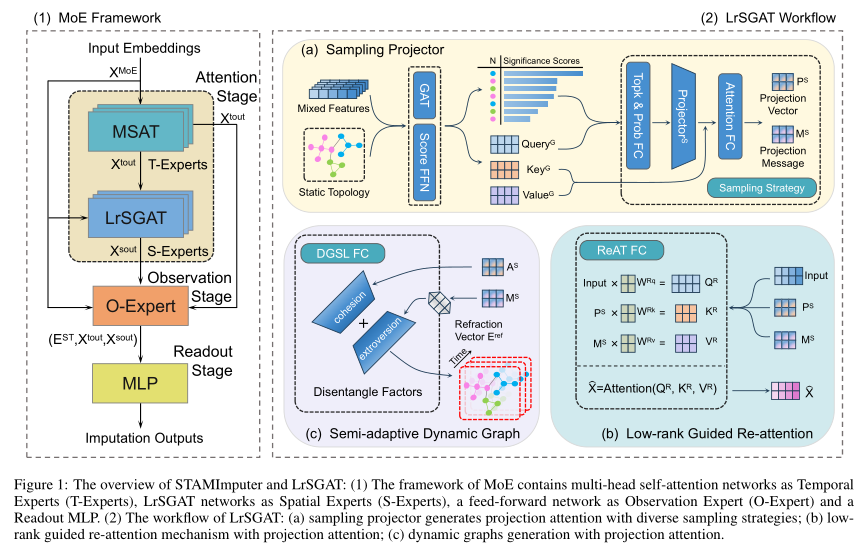 (1) MoE Framework
Input Embeddings
X^MoE
Attention
Stage
MSAT
X^tout
X^tout
T-Experts
LrSGAT
X^sout
S-Experts
Observation
Stage
O-Expert
(E^ST,X^tout,X^sout)
Readout
Stage
MLP
Imputation Outputs
(2) LrSGAT Workflow
(a) Sampling Projector
Mixed Features
Static Topology
GAT
Score FFN
N
Significance Scores
Query^G
Key^G
Value^G
Topk & Prob FC
Projector^S
Attention FC
P^S
Projection
Vector
M^S
Projection
Message
Sampling Strategy
DGSL FC
cohesion
+
extroversion
Disentangle Factors
A^S
M^S
Refraction
Vector E^ref
Time
(c) Semi-adaptive Dynamic Graph
ReAT FC
Input × W^Rq = Q^R
P^S × W^Rk = K^R
M^S × W^Rv = V^R
X̂=Attention(Q^R, K^R, V^R)
Input
P^S
M^S
X̂
(b) Low-rank Guided Re-attention
Figure 1: The overview of STAMImputer and LrSGAT: (1) The framework of MoE contains multi-head self-attention networks as Temporal
Experts (T-Experts), LrSGAT networks as Spatial Experts (S-Experts), a feed-forward network as Observation Expert (O-Expert) and a
Readout MLP. (2) The workflow of LrSGAT: (a) sampling projector generates projection attention with diverse sampling strategies; (b) low-
rank guided re-attention mechanism with projection attention; (c) dynamic graphs generation with projection attention.